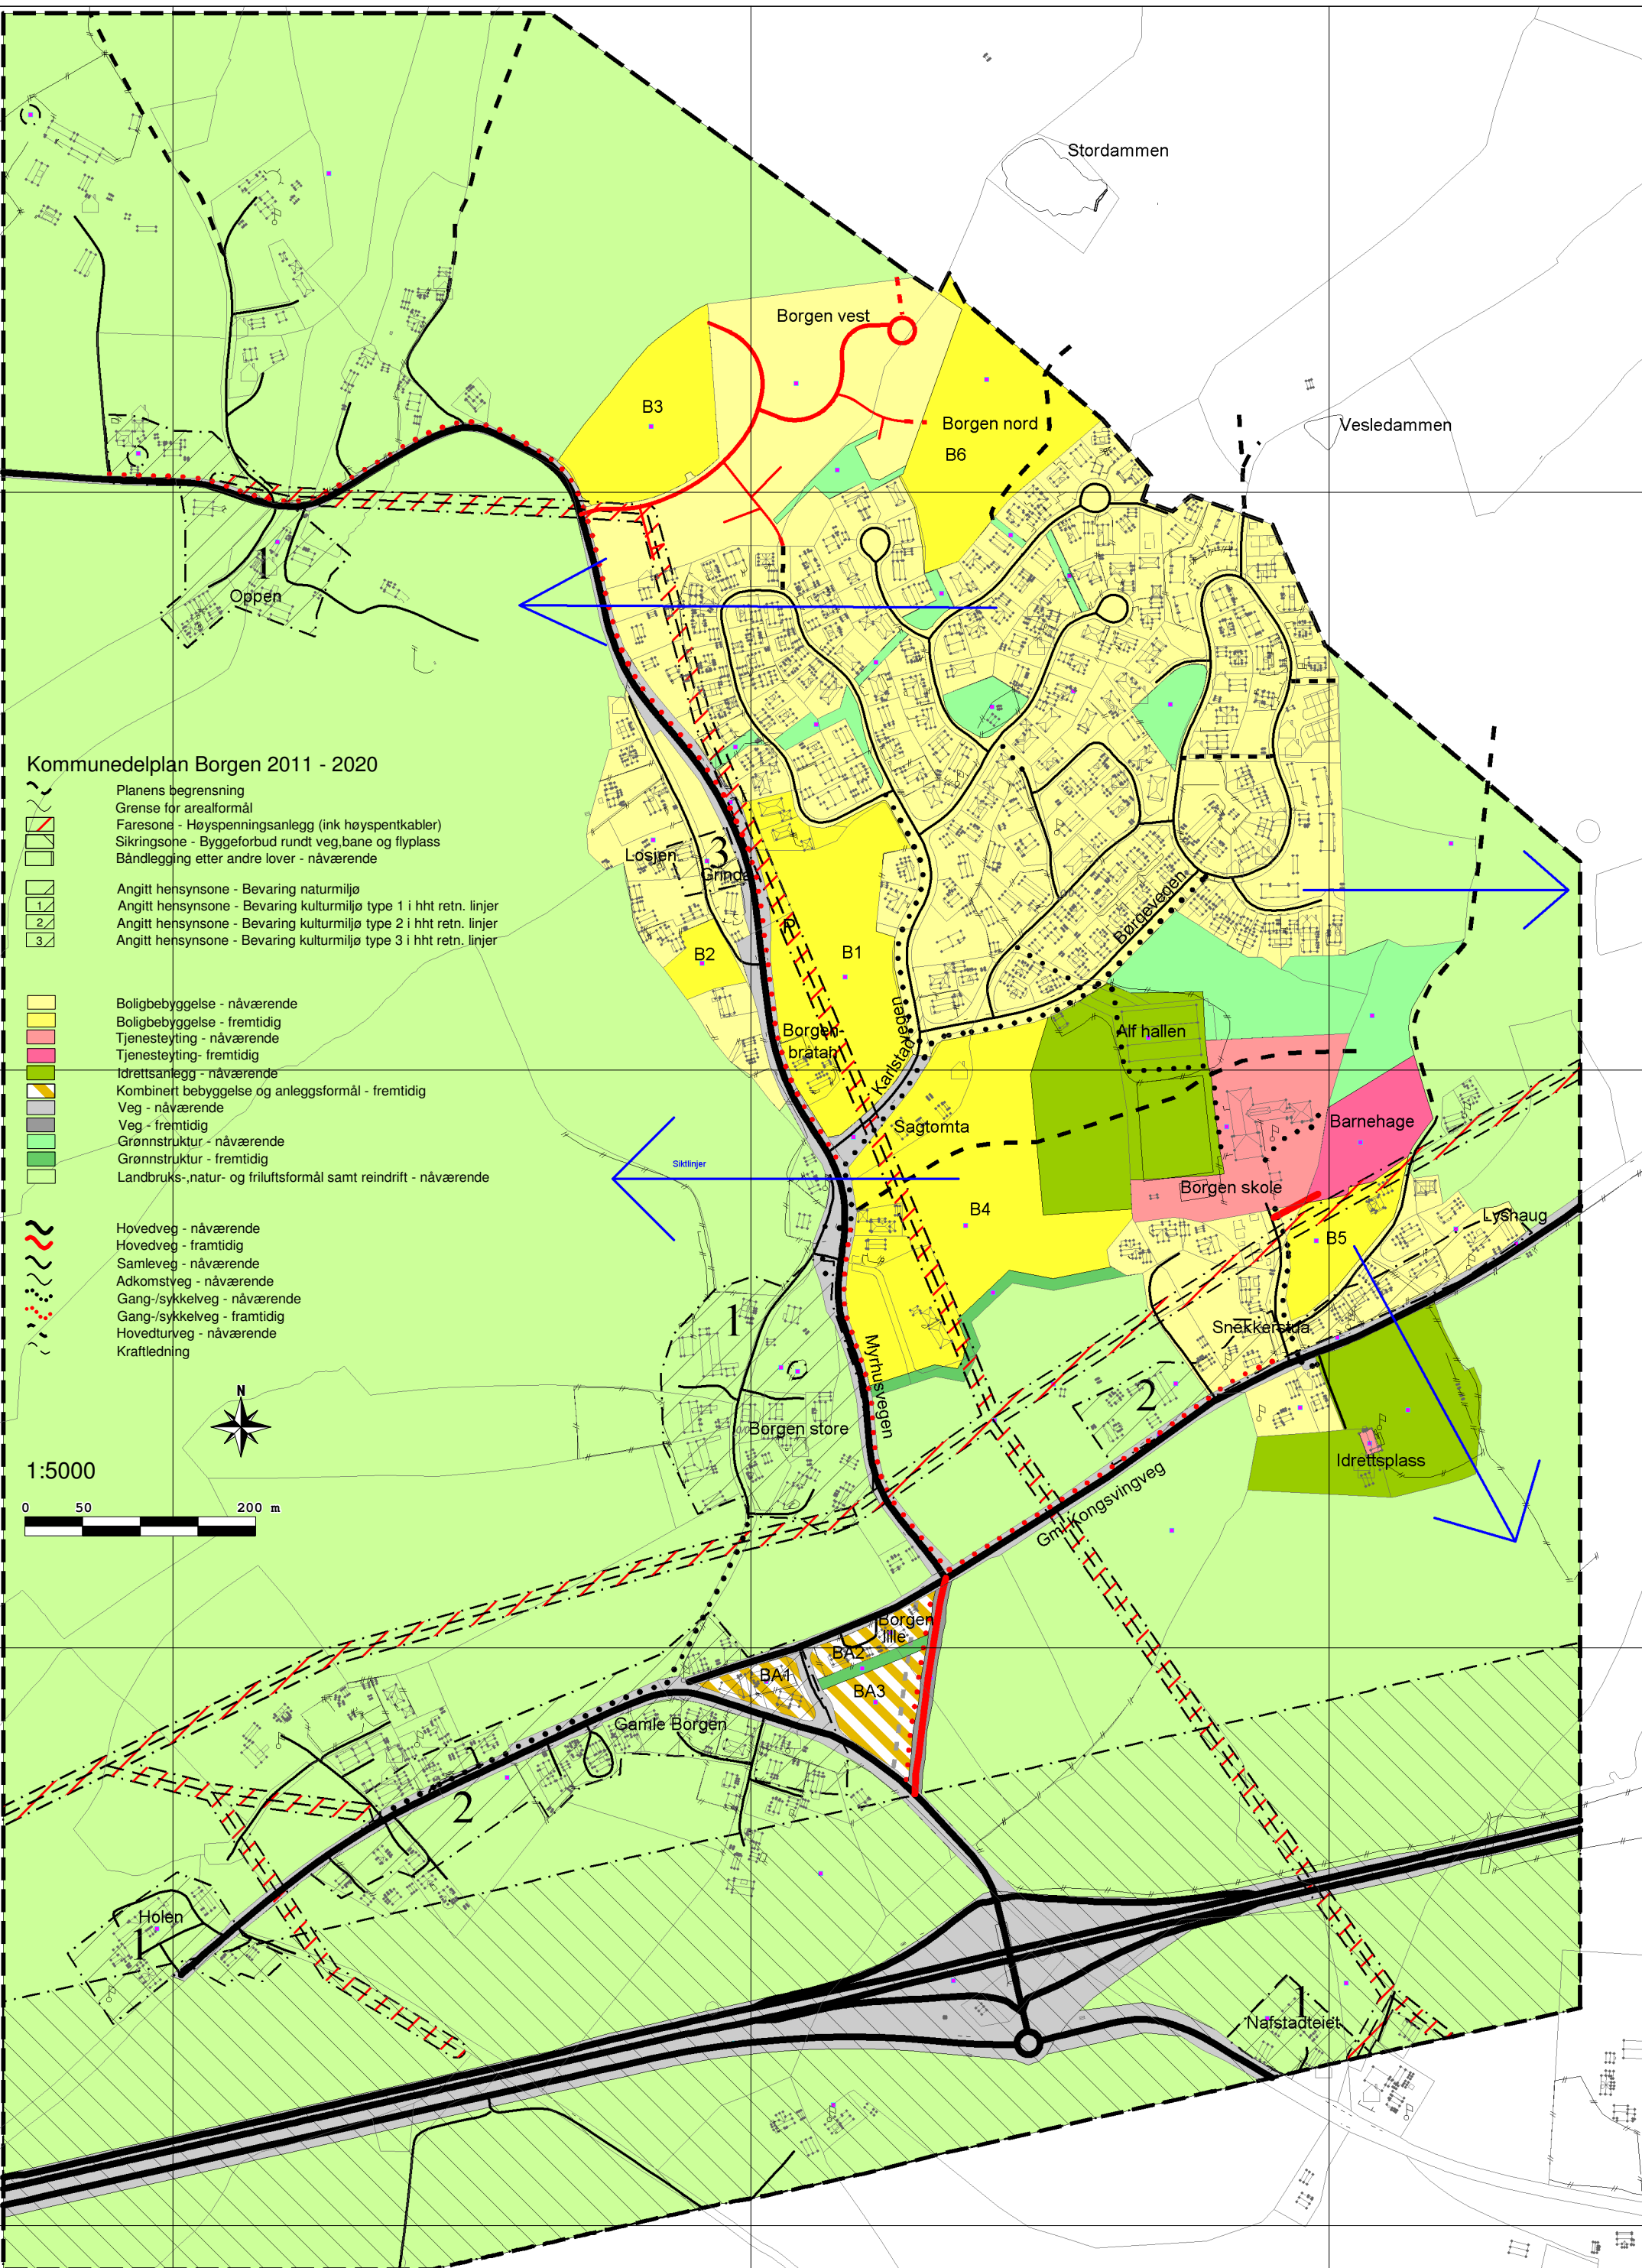 Stordammen
Borgen vest
B3
Borgen nord
B6
Vesledammen
1
Oppen
Kommunedelplan Borgen 2011 - 2020
Planens begrensning
Grense for arealformål
Faresone - Høyspenningsanlegg (ink høyspentkabler)
Sikringsone - Byggeforbud rundt veg,bane og flyplass
Båndlegging etter andre lover - nåværende
Angitt hensynsone - Bevaring naturmiljø
1 Angitt hensynsone - Bevaring kulturmiljø type 1 i hht retn. linjer
2 Angitt hensynsone - Bevaring kulturmiljø type 2 i hht retn. linjer
3 Angitt hensynsone - Bevaring kulturmiljø type 3 i hht retn. linjer
Boligbebyggelse - nåværende
Boligbebyggelse - fremtidig
Tjenesteyting - nåværende
Tjenesteyting- fremtidig
Idrettsanlegg - nåværende
Kombinert bebyggelse og anleggsformål - fremtidig
Veg - nåværende
Veg - fremtidig
Grønnstruktur - nåværende
Grønnstruktur - fremtidig
Landbruks-,natur- og friluftsformål samt reindrift - nåværende
Hovedveg - nåværende
Hovedveg - framtidig
Samleveg - nåværende
Adkomstveg - nåværende
Gang-/sykkelveg - nåværende
Gang-/sykkelveg - framtidig
Hovedturveg - nåværende
Kraftledning
N
1:5000
0 50 200 m
Losjen
3
Grinda
P
B2
B1
Børgevegen
Borgen-
bråtan
Karlstadvegen
Alf hallen
Sagtomta
Barnehage
Siktlinjer
Borgen skole
B4
B5
Lyshaug
1
Snekkerstua
Myrhusvegen
2
Borgen store
Idrettsplass
Gml Kongsvingveg
Borgen
lille
BA2
BA1
BA3
Gamle Borgen
2
Holen
1
1
Nafstadteiet